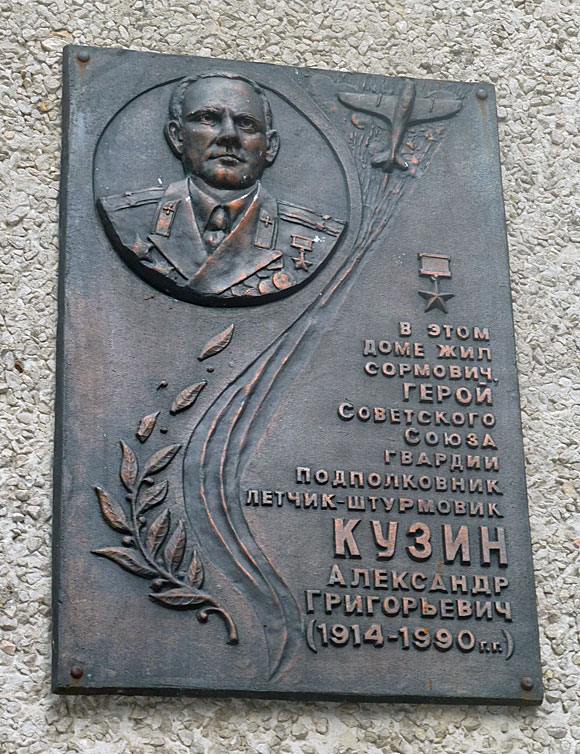 В ЭТОМ
ДОМЕ ЖИЛ
СОРМОВИЧ,
ГЕРОЙ
СОВЕТСКОГО
СОЮЗА
ГВАРДИИ
ПОДПОЛКОВНИК
ЛЕТЧИК-ШТУРМОВИК
КУЗИН
АЛЕКСАНДР
ГРИГОРЬЕВИЧ
(1914-1990 г.г.)